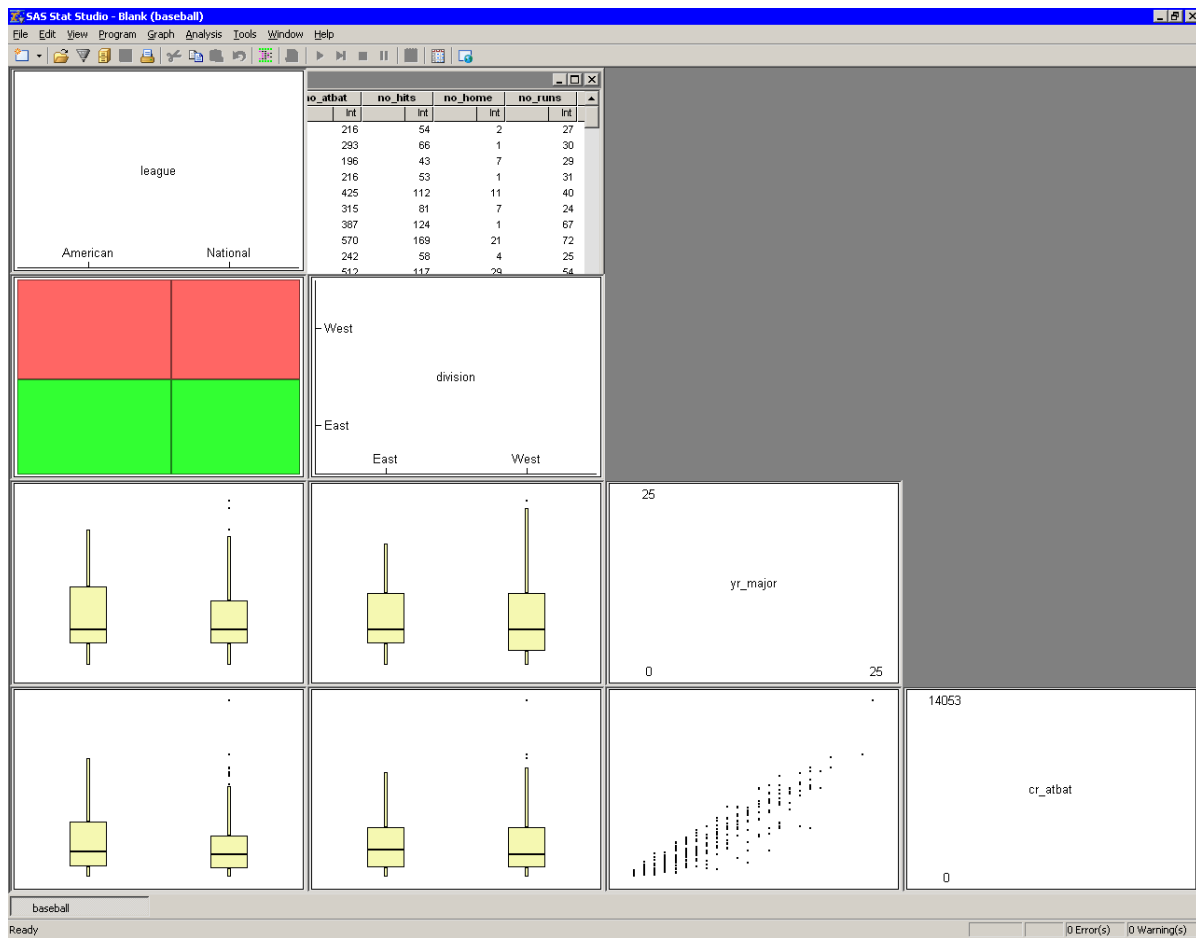 SAS Stat Studio - Blank (baseball)
File Edit View Program Graph Analysis Tools Window Help
no_atbat no_hits no_home no_runs
Int Int Int Int
216 54 2 27
293 66 1 30
196 43 7 29
216 53 1 31
425 112 11 40
315 81 7 24
387 124 1 67
570 169 21 72
242 58 4 25
512 117 29 54
league
American National
West
division
East
East West
25
yr_major
0 25
14053
cr_atbat
0
baseball
Ready 0 Error(s) 0 Warning(s)